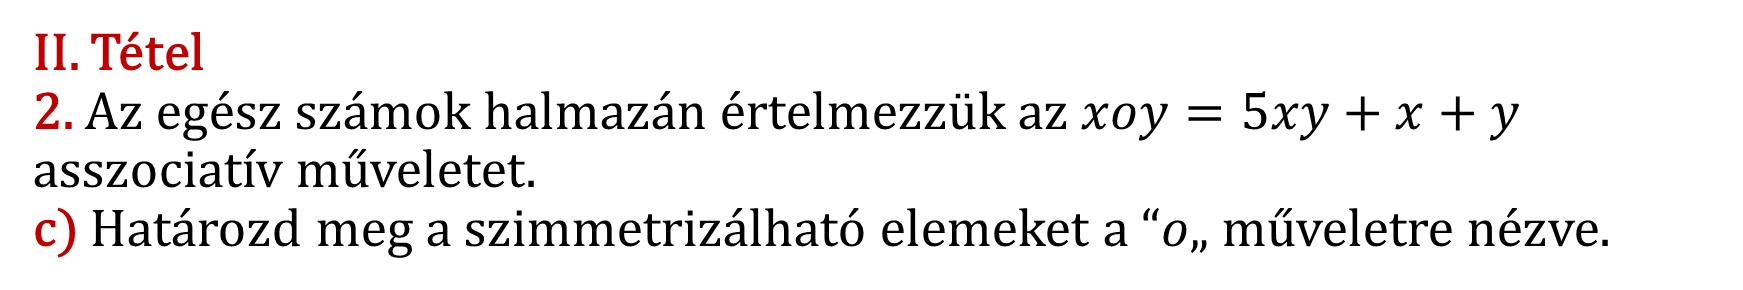 II. Tétel
2. Az egész számok halmazán értelmezzük az xoy = 5xy + x + y
asszociatív műveletet.
c) Határozd meg a szimmetrizálható elemeket a “o„ műveletre nézve.